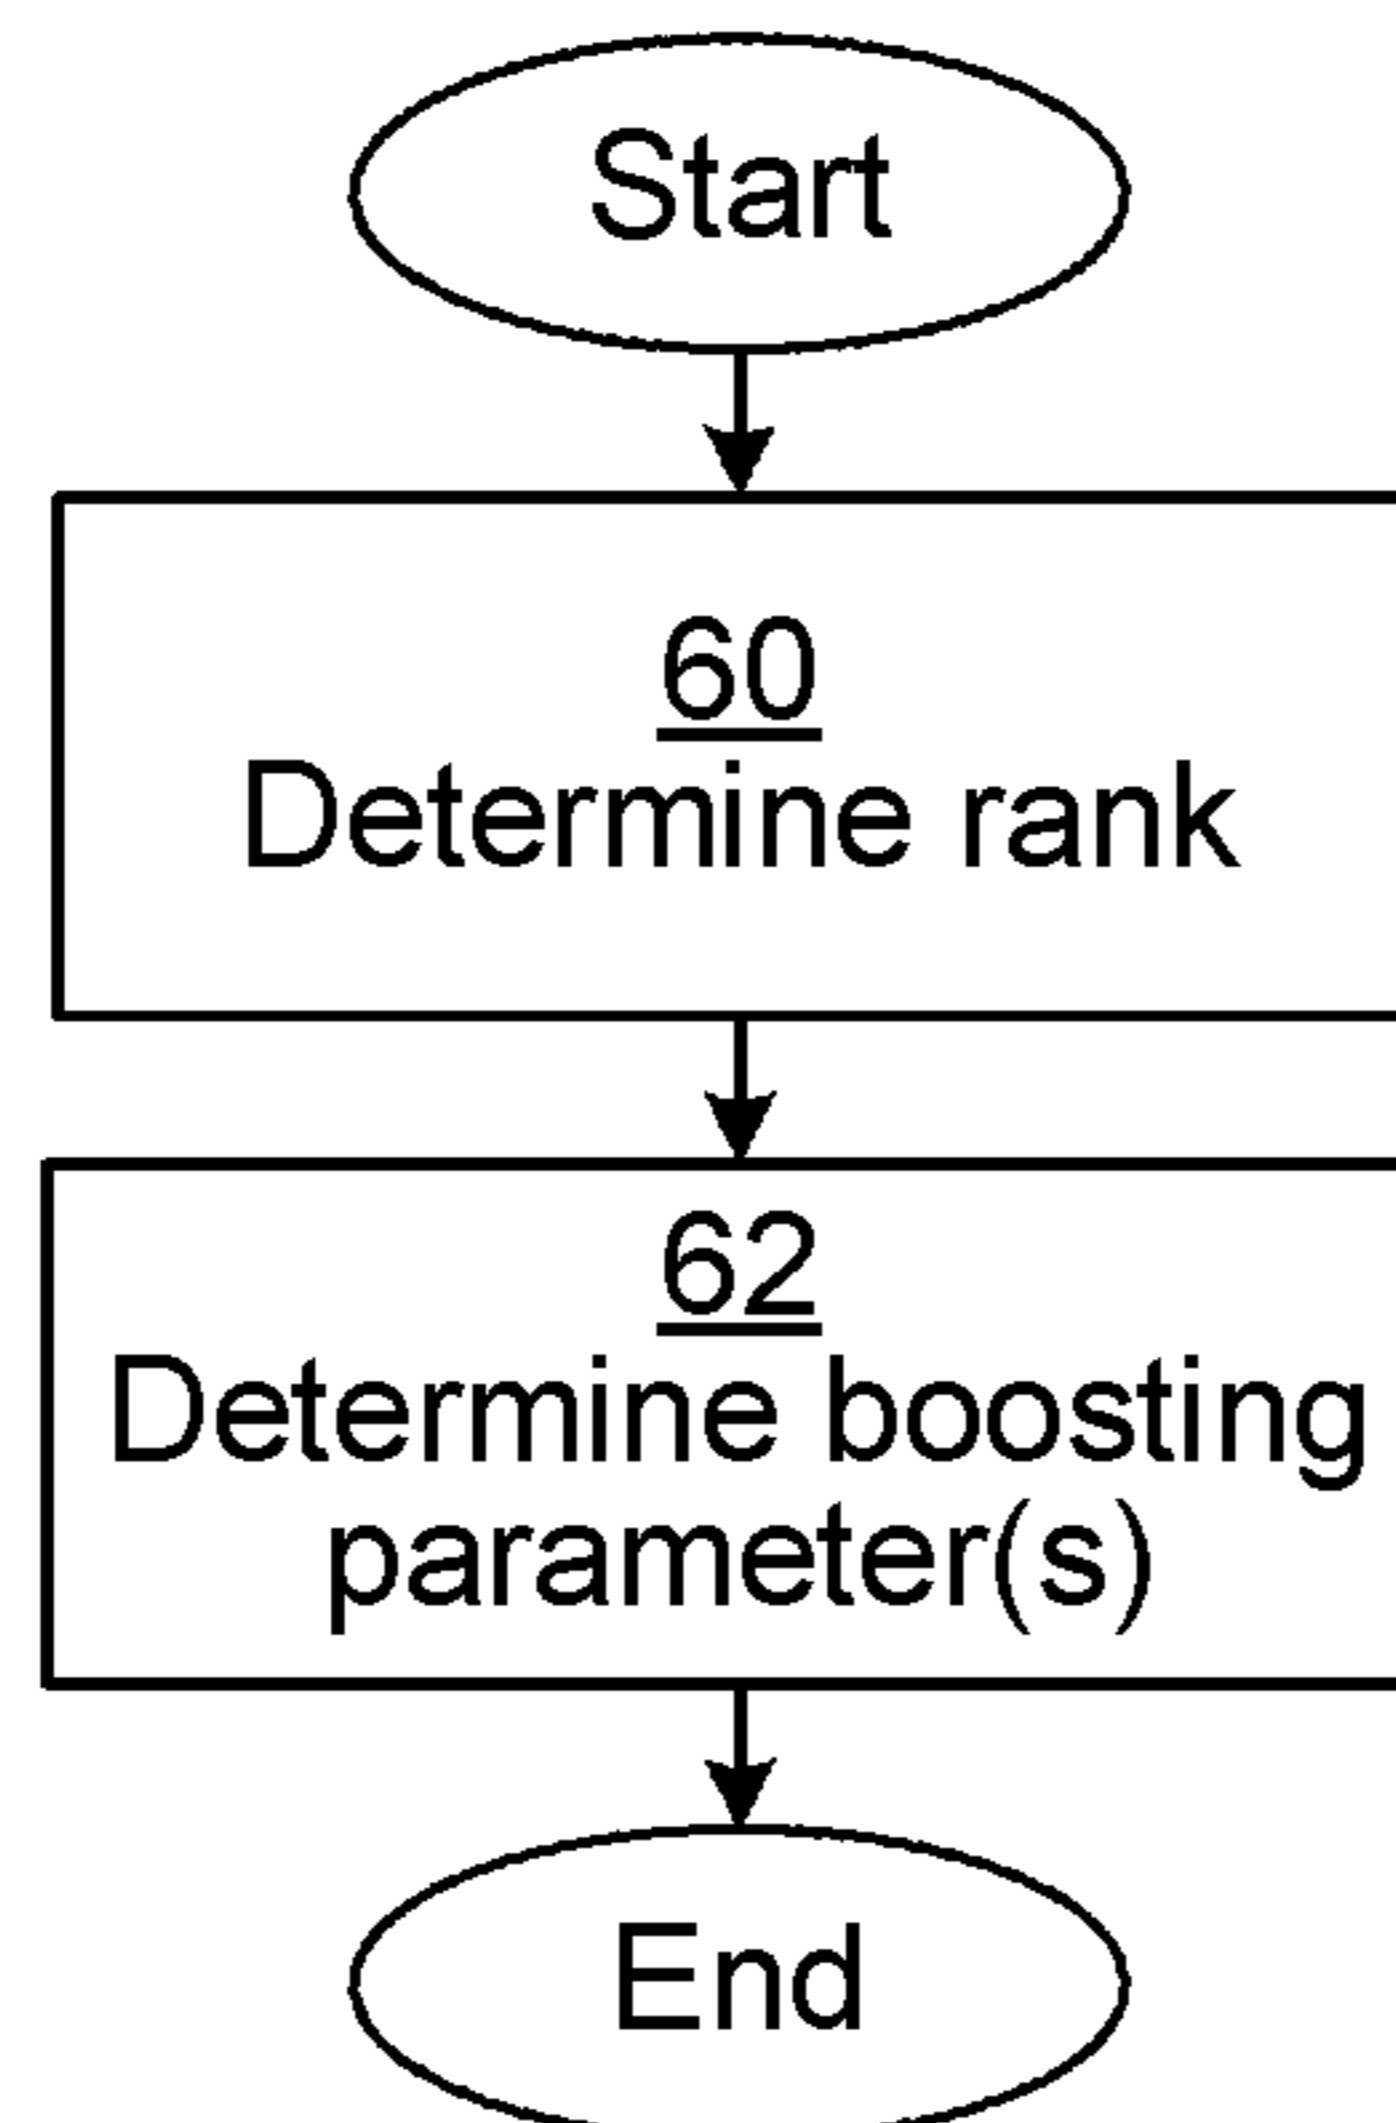 Start
60
Determine rank
62
Determine boosting
parameter(s)
End